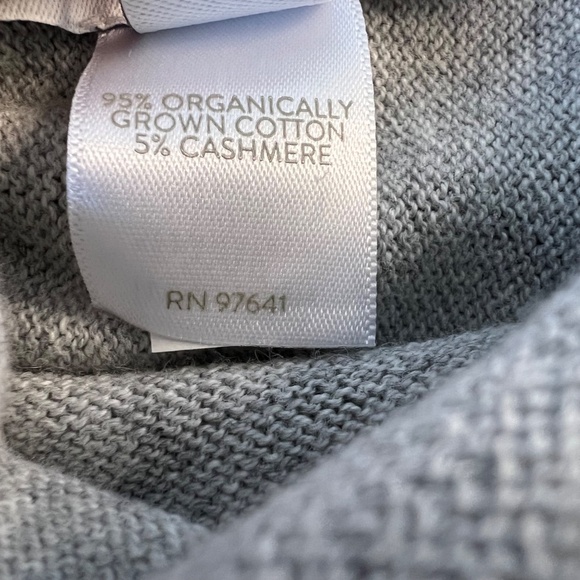 95% ORGANICALLY
GROWN COTTON
5% CASHMERE
RN 97641